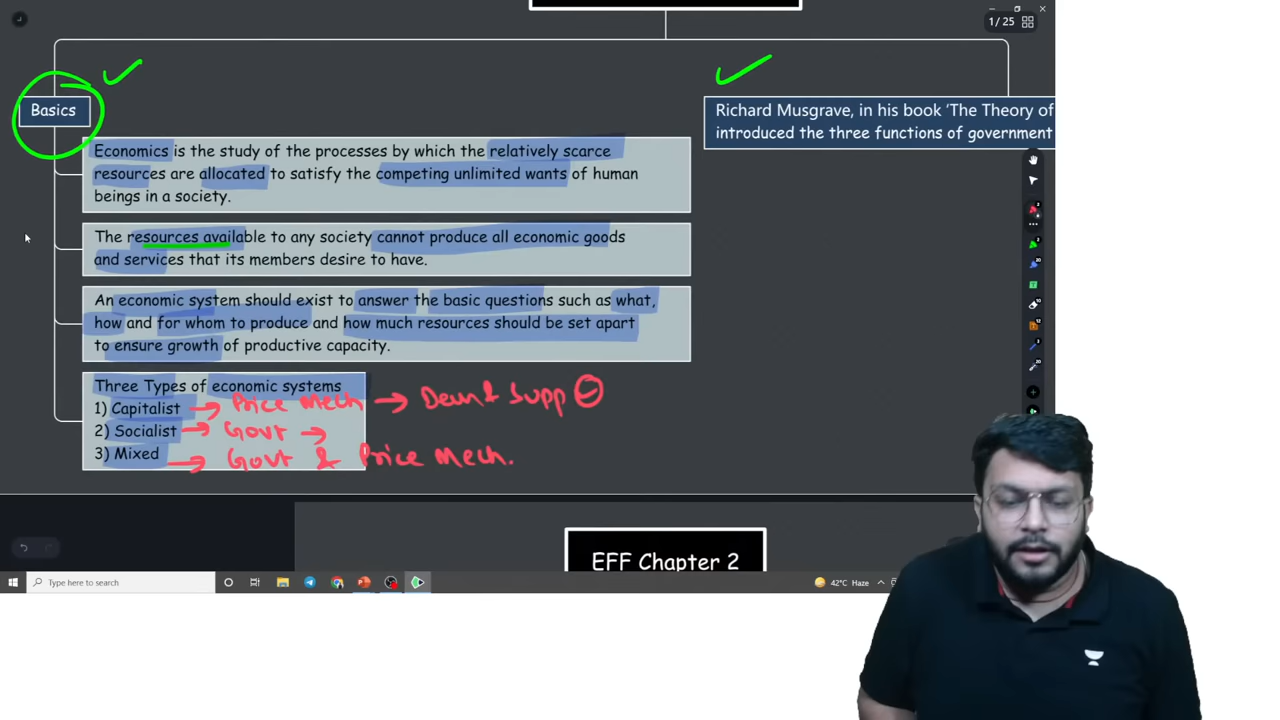 1/25
Basics
Richard Musgrave, in his book ‘The Theory of
introduced the three functions of government
Economics is the study of the processes by which the relatively scarce
resources are allocated to satisfy the competing unlimited wants of human
beings in a society.
The resources available to any society cannot produce all economic goods
and services that its members desire to have.
An economic system should exist to answer the basic questions such as what,
how and for whom to produce and how much resources should be set apart
to ensure growth of productive capacity.
Three Types of economic systems
1) Capitalist → Price Mech → Dem & Supp
2) Socialist → Govt →
3) Mixed → Govt & Price Mech.
EFF Chapter 2
Type here to search
42°C Haze